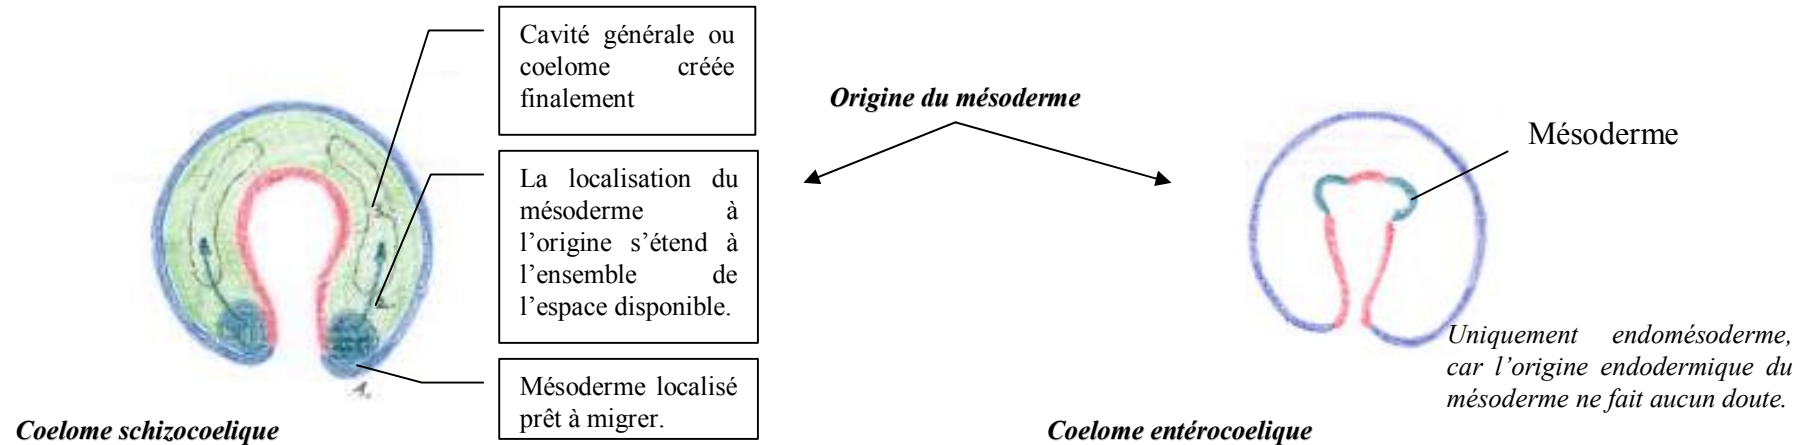 Cavité générale ou
coelome créée
finalement
La localisation du
mésoderme à
l’origine s’étend à
l’ensemble de
l’espace disponible.
Mésoderme localisé
prêt à migrer.
Coelome schizocoelique
Origine du mésoderme
Mésoderme
Uniquement endomésoderme,
car l’origine endodermique du
mésoderme ne fait aucun doute.
Coelome entérocoelique